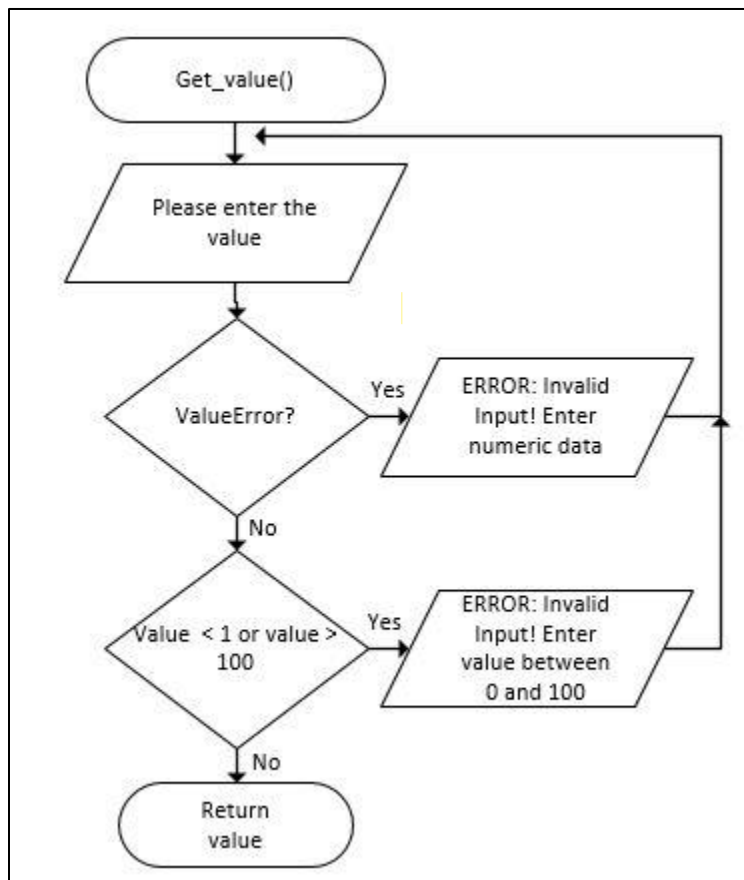 Get_value()
Please enter the
value
ValueError?
Yes
ERROR: Invalid
Input! Enter
numeric data
No
Value  < 1 or value >
100
Yes
ERROR: Invalid
Input! Enter
value between
0 and 100
No
Return
value